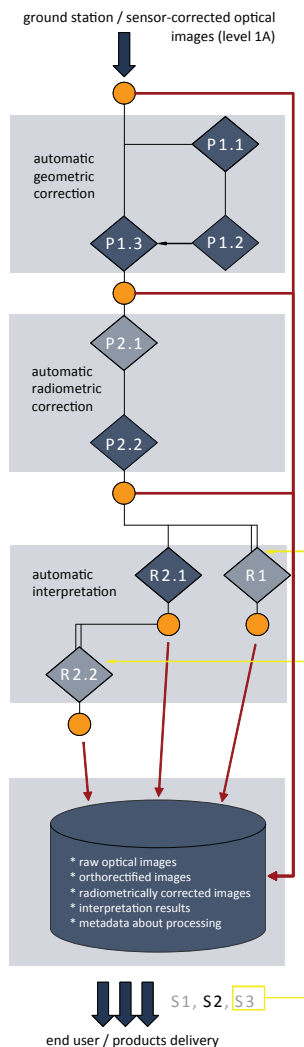 ground station / sensor-corrected optical
images (level 1A)
P1.1
automatic
geometric
correction
P1.3
P1.2
P2.1
automatic
radiometric
correction
P2.2
automatic
interpretation
R2.1
R1
R2.2
* raw optical images
* orthorectified images
* radiometrically corrected images
* interpretation results
* metadata about processing
S1, S2, S3
end user / products delivery